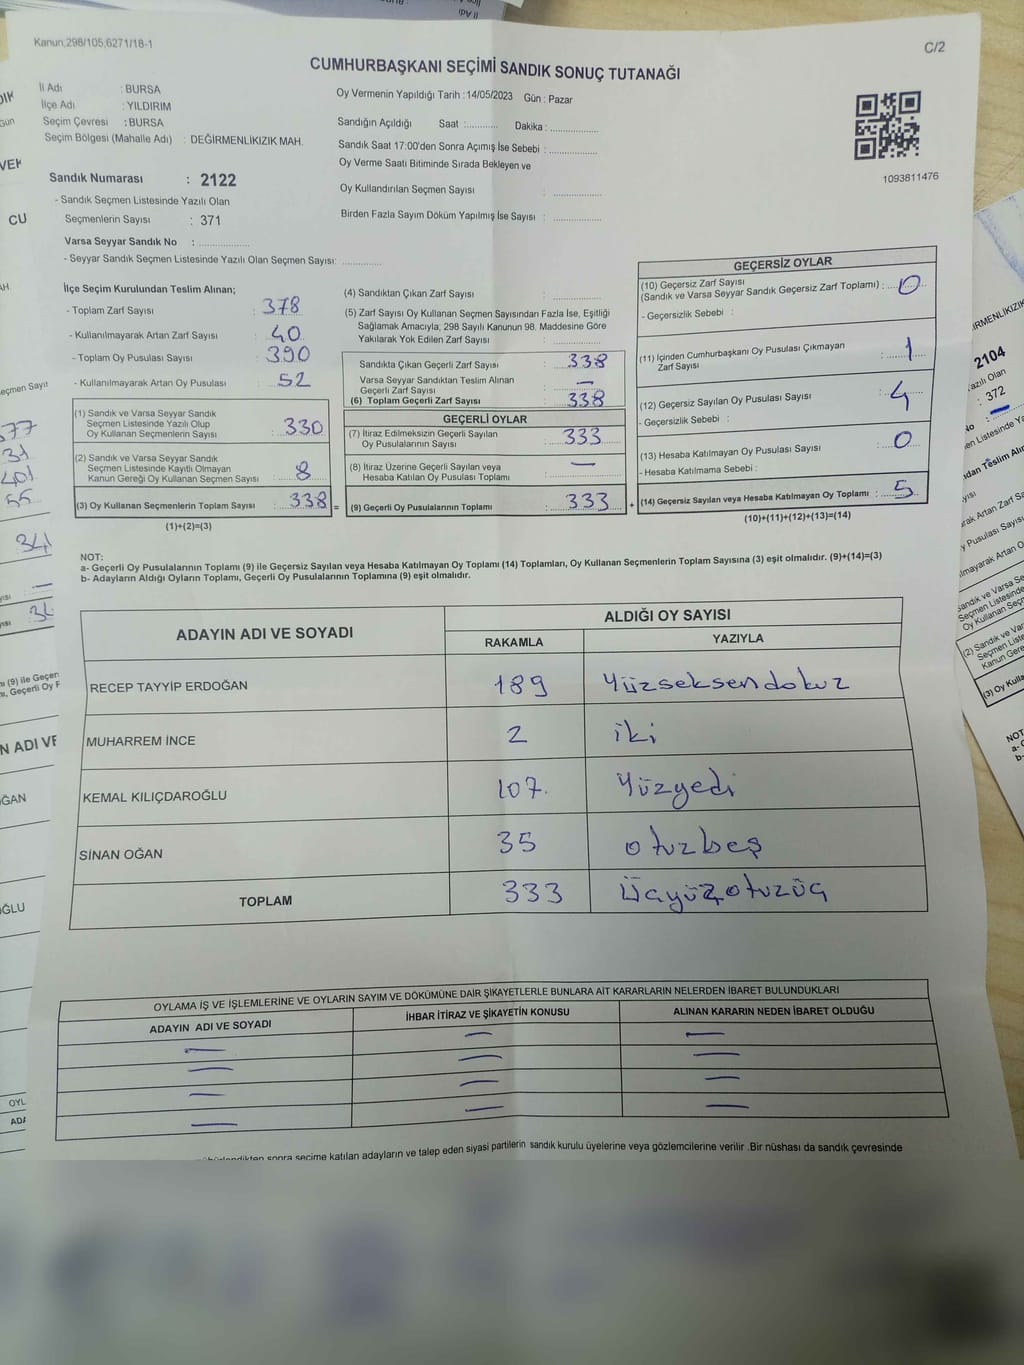 Kanun,298/105,6271/18-1
C/2
CUMHURBAŞKANI SEÇİMİ SANDIK SONUÇ TUTANAĞI
İl Adı : BURSA
İlçe Adı : YILDIRIM
Seçim Çevresi : BURSA
Seçim Bölgesi (Mahalle Adı) : DEĞİRMENLİKIZIK MAH.
Sandık Numarası : 2122
- Sandık Seçmen Listesinde Yazılı Olan
Seçmenlerin Sayısı : 371
Varsa Seyyar Sandık No : ...............
- Seyyar Sandık Seçmen Listesinde Yazılı Olan Seçmen Sayısı: ............
Oy Vermenin Yapıldığı Tarih : 14/05/2023 Gün : Pazar
Sandığın Açıldığı Saat :........... Dakika : ................
Sandık Saat 17:00'den Sonra Açımış İse Sebebi : ................
Oy Verme Saati Bitiminde Sırada Bekleyen ve
Oy Kullandırılan Seçmen Sayısı : ................
Birden Fazla Sayım Döküm Yapılmış İse Sayısı : ................
1093811476
İlçe Seçim Kurulundan Teslim Alınan;
- Toplam Zarf Sayısı : 378
- Kullanılmayarak Artan Zarf Sayısı : 40
- Toplam Oy Pusulası Sayısı : 390
- Kullanılmayarak Artan Oy Pusulası : 52
(1) Sandık ve Varsa Seyyar Sandık
Seçmen Listesinde Yazılı Olup
Oy Kullanan Seçmenlerin Sayısı : 330
(2) Sandık ve Varsa Seyyar Sandık
Seçmen Listesinde Kayıtlı Olmayan
Kanun Gereği Oy Kullanan Seçmen Sayısı : 8
(3) Oy Kullanan Seçmenlerin Toplam Sayısı : 338 =
(1)+(2)=(3)
(4) Sandıktan Çıkan Zarf Sayısı : ................
(5) Zarf Sayısı Oy Kullanan Seçmen Sayısından Fazla İse, Eşitliği
Sağlamak Amacıyla, 298 Sayılı Kanunun 98. Maddesine Göre
Yakılarak Yok Edilen Zarf Sayısı : ................
Sandıkta Çıkan Geçerli Zarf Sayısı : 338
Varsa Seyyar Sandıktan Teslim Alınan
Geçerli Zarf Sayısı : —
(6) Toplam Geçerli Zarf Sayısı : 338
GEÇERLİ OYLAR
(7) İtiraz Edilmeksizin Geçerli Sayılan
Oy Pusulalarının Sayısı : 333
(8) İtiraz Üzerine Geçerli Sayılan veya
Hesaba Katılan Oy Pusulası Toplamı : —
(9) Geçerli Oy Pusulalarının Toplamı : 333 +
GEÇERSİZ OYLAR
(10) Geçersiz Zarf Sayısı
(Sandık ve Varsa Seyyar Sandık Geçersiz Zarf Toplamı) : 0
- Geçersizlik Sebebi :
(11) İçinden Cumhurbaşkanı Oy Pusulası Çıkmayan
Zarf Sayısı : 1
(12) Geçersiz Sayılan Oy Pusulası Sayısı : 4
- Geçersizlik Sebebi :
(13) Hesaba Katılmayan Oy Pusulası Sayısı : 0
- Hesaba Katılmama Sebebi :
(14) Geçersiz Sayılan veya Hesaba Katılmayan Oy Toplamı : 5
(10)+(11)+(12)+(13)=(14)
NOT:
a- Geçerli Oy Pusulalarının Toplamı (9) ile Geçersiz Sayılan veya Hesaba Katılmayan Oy Toplamı (14) Toplamları, Oy Kullanan Seçmenlerin Toplam Sayısına (3) eşit olmalıdır. (9)+(14)=(3)
b- Adayların Aldığı Oyların Toplamı, Geçerli Oy Pusulalarının Toplamına (9) eşit olmalıdır.
ADAYIN ADI VE SOYADI ALDIĞI OY SAYISI
RAKAMLA YAZIYLA
RECEP TAYYİP ERDOĞAN 189 Yüzseksendokuz
MUHARREM İNCE 2 iki
KEMAL KILIÇDAROĞLU 107. Yüzyedi
SİNAN OĞAN 35 otuzbeş
TOPLAM 333 Üçyüzotuzüç
OYLAMA İŞ VE İŞLEMLERİNE VE OYLARIN SAYIM VE DÖKÜMÜNE DAİR ŞİKAYETLERLE BUNLARA AİT KARARLARIN NELERDEN İBARET BULUNDUKLARI
ADAYIN ADI VE SOYADI İHBAR İTİRAZ VE ŞİKAYETİN KONUSU ALINAN KARARIN NEDEN İBARET OLDUĞU
sonra seçime katılan adayların ve talep eden siyasi partilerin sandık kurulu üyelerine veya gözlemcilerine verilir .Bir nüshası da sandık çevresinde
2104
: 372